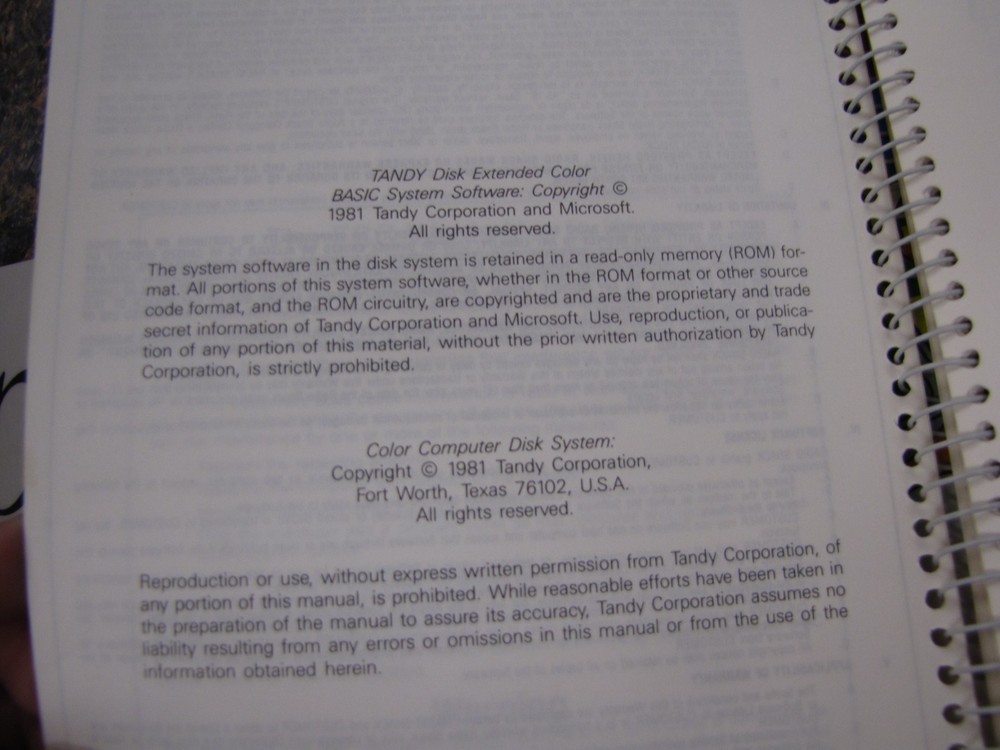 TANDY Disk Extended Color
BASIC System Software: Copyright ©
1981 Tandy Corporation and Microsoft.
All rights reserved.
The system software in the disk system is retained in a read-only memory (ROM) for-
mat. All portions of this system software, whether in the ROM format or other source
code format, and the ROM circuitry, are copyrighted and are the proprietary and trade
secret information of Tandy Corporation and Microsoft. Use, reproduction, or publica-
tion of any portion of this material, without the prior written authorization by Tandy
Corporation, is strictly prohibited.
Color Computer Disk System:
Copyright © 1981 Tandy Corporation,
Fort Worth, Texas 76102, U.S.A.
All rights reserved.
Reproduction or use, without express written permission from Tandy Corporation, of
any portion of this manual, is prohibited. While reasonable efforts have been taken in
the preparation of the manual to assure its accuracy, Tandy Corporation assumes no
liability resulting from any errors or omissions in this manual or from the use of the
information obtained herein.